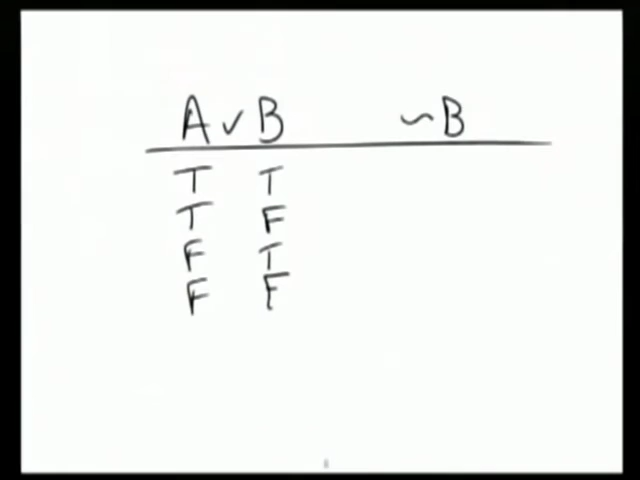 A ∨ B ~B
T T
T F
F T
F F